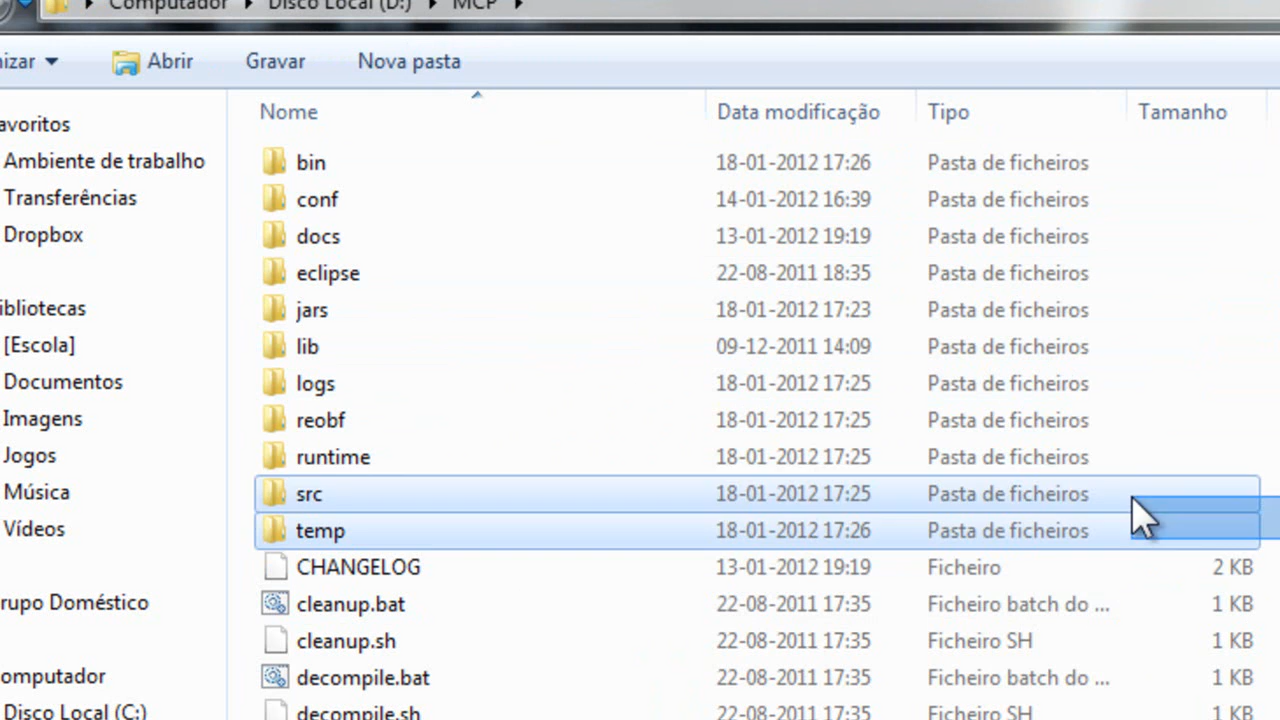 Computador Disco Local (D:) MCP
nizar Abrir Gravar Nova pasta
Nome Data modificação Tipo Tamanho
avoritos
Ambiente de trabalho
Transferências
Dropbox
ibliotecas
[Escola]
Documentos
Imagens
Jogos
Música
Vídeos
rupo Doméstico
omputador
Disco Local (C:)
bin 18-01-2012 17:26 Pasta de ficheiros
conf 14-01-2012 16:39 Pasta de ficheiros
docs 13-01-2012 19:19 Pasta de ficheiros
eclipse 22-08-2011 18:35 Pasta de ficheiros
jars 18-01-2012 17:23 Pasta de ficheiros
lib 09-12-2011 14:09 Pasta de ficheiros
logs 18-01-2012 17:25 Pasta de ficheiros
reobf 18-01-2012 17:25 Pasta de ficheiros
runtime 18-01-2012 17:25 Pasta de ficheiros
src 18-01-2012 17:25 Pasta de ficheiros
temp 18-01-2012 17:26 Pasta de ficheiros
CHANGELOG 13-01-2012 19:19 Ficheiro 2 KB
cleanup.bat 22-08-2011 17:35 Ficheiro batch do ... 1 KB
cleanup.sh 22-08-2011 17:35 Ficheiro SH 1 KB
decompile.bat 22-08-2011 17:35 Ficheiro batch do ... 1 KB
decompile.sh 22-08-2011 17:35 Ficheiro SH 1 KB